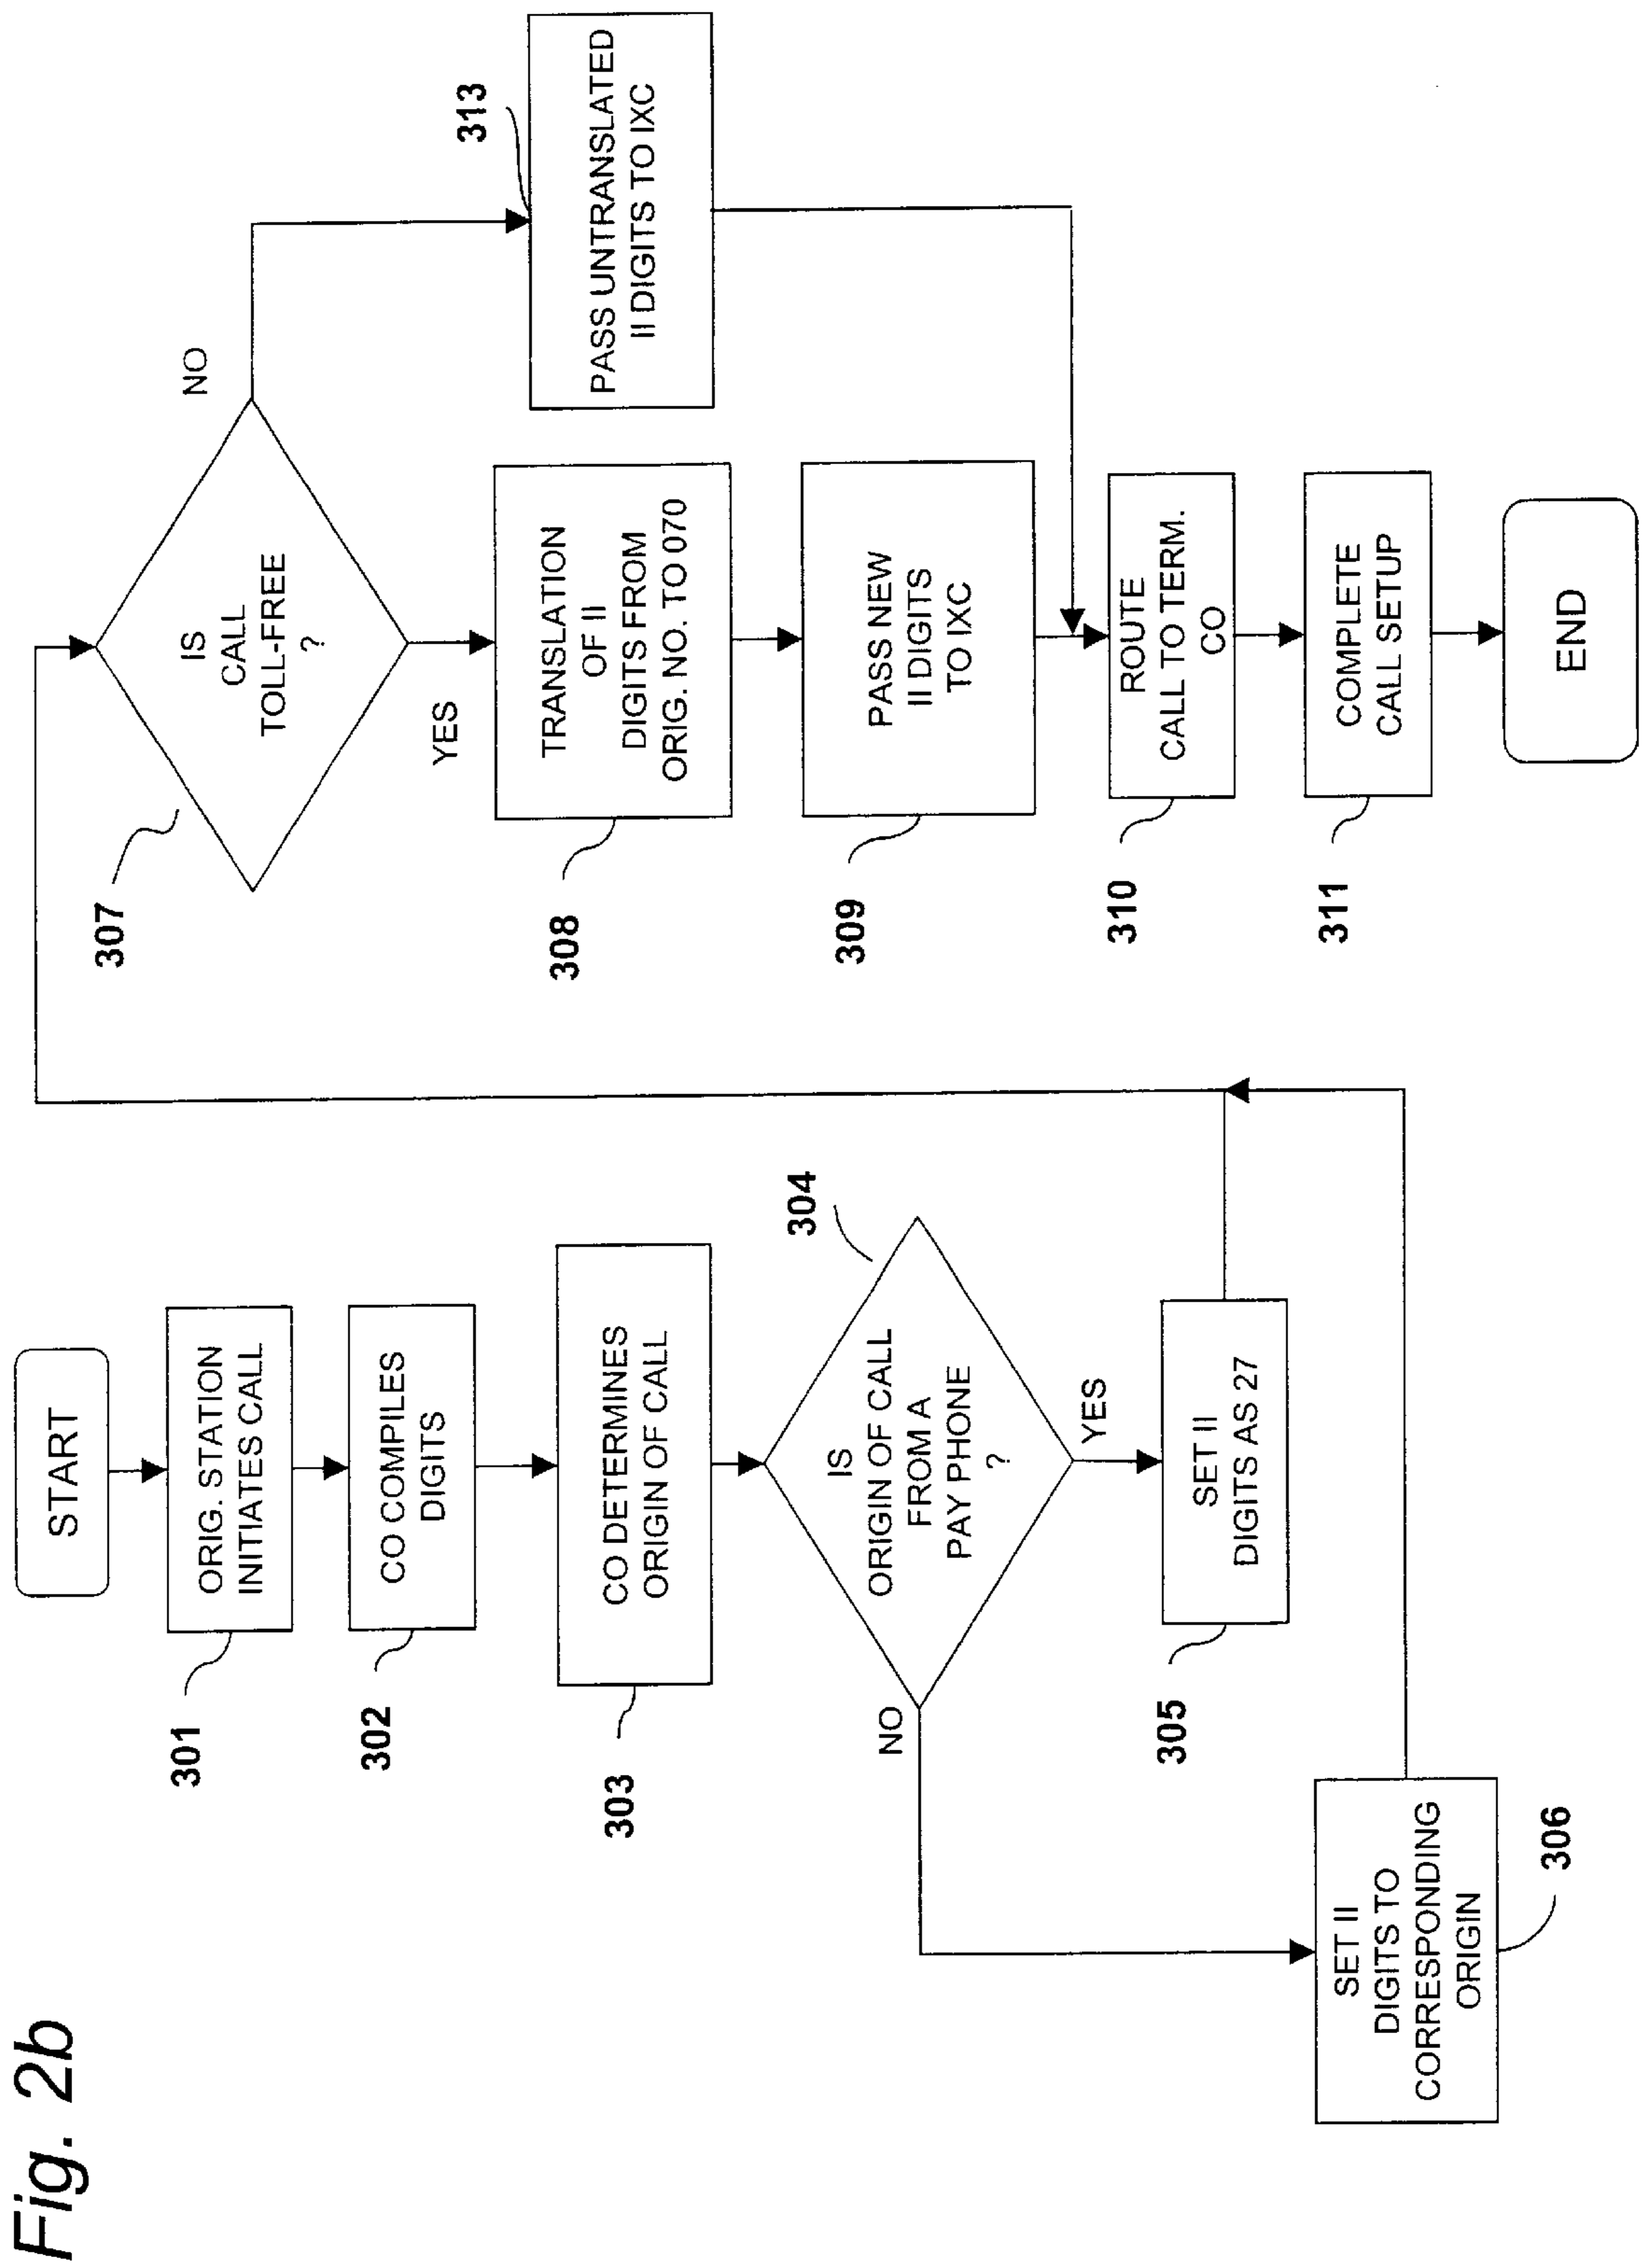 Fig. 2b
START
301
ORIG. STATION
INITIATES CALL
302
CO COMPILES
DIGITS
303
CO DETERMINES
ORIGIN OF CALL
304
IS
ORIGIN OF CALL
FROM A
PAY PHONE
?
NO
YES
305
SET II
DIGITS AS 27
SET II
DIGITS TO
CORRESPONDING
ORIGIN
306
307
IS
CALL
TOLL-FREE
?
NO
YES
308
TRANSLATION
OF II
DIGITS FROM
ORIG. NO. TO 070
313
PASS UNTRANSLATED
II DIGITS TO IXC
309
PASS NEW
II DIGITS
TO IXC
310
ROUTE
CALL TO TERM.
CO
311
COMPLETE
CALL SETUP
END